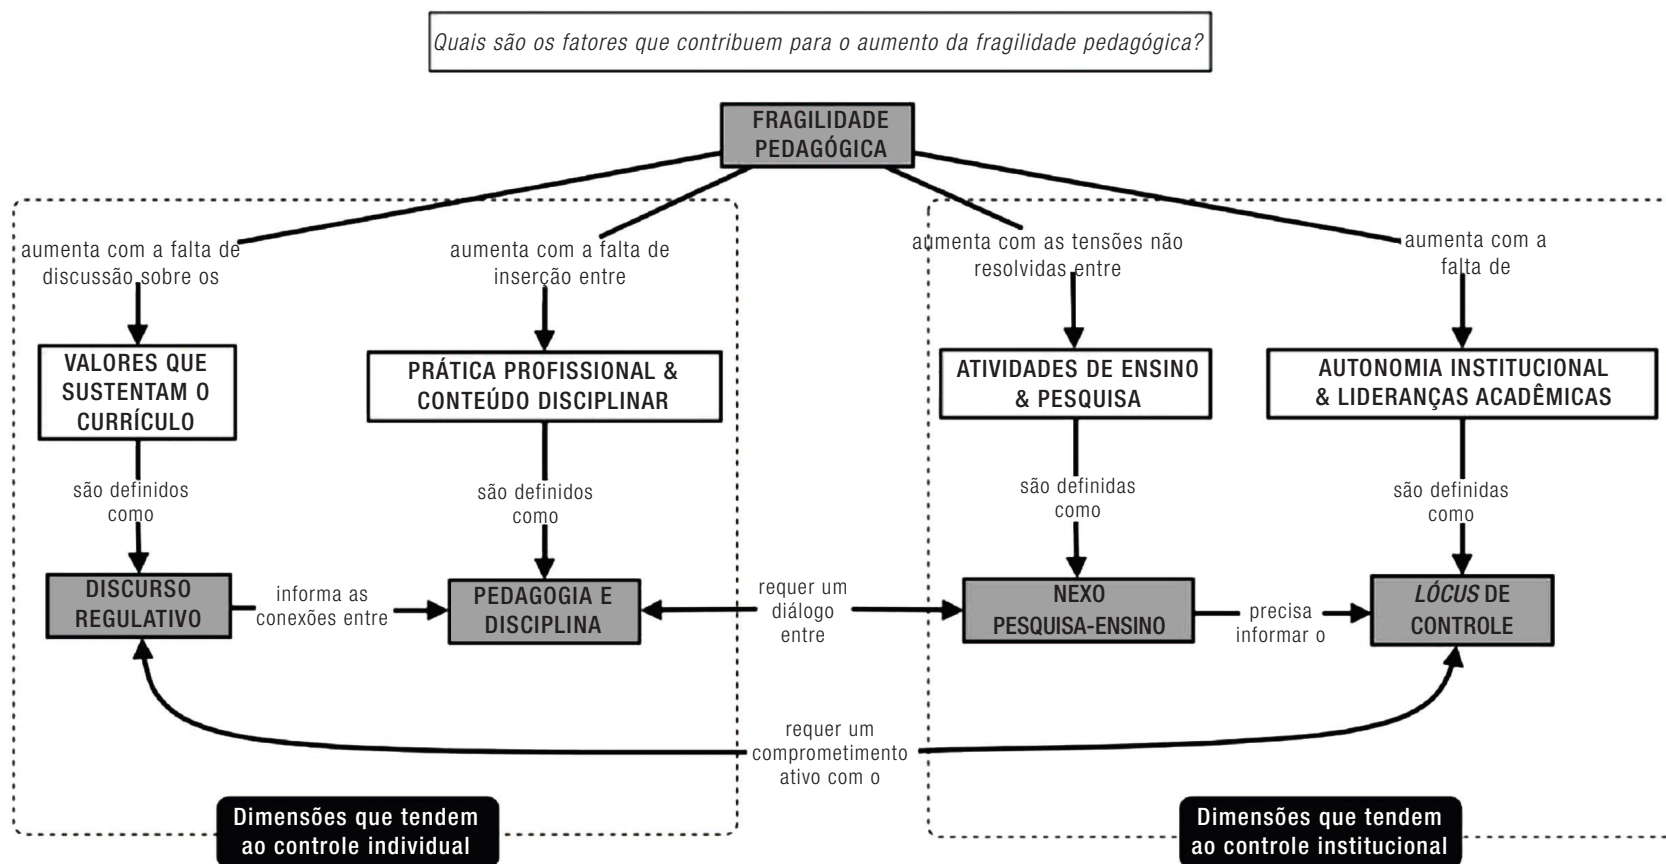 Quais são os fatores que contribuem para o aumento da fragilidade pedagógica?
FRAGILIDADE
PEDAGÓGICA
aumenta com a falta de
discussão sobre os
aumenta com a falta de
inserção entre
aumenta com as tensões não
resolvidas entre
aumenta com a
falta de
VALORES QUE
SUSTENTAM O
CURRÍCULO
PRÁTICA PROFISSIONAL &
CONTEÚDO DISCIPLINAR
ATIVIDADES DE ENSINO
& PESQUISA
AUTONOMIA INSTITUCIONAL
& LIDERANÇAS ACADÊMICAS
são definidos
como
são definidos
como
são definidas
como
são definidas
como
DISCURSO
REGULATIVO
informa as
conexões entre
PEDAGOGIA E
DISCIPLINA
requer um
diálogo
entre
NEXO
PESQUISA-ENSINO
precisa
informar o
LÓCUS DE
CONTROLE
requer um
comprometimento
ativo com o
Dimensões que tendem
ao controle individual
Dimensões que tendem
ao controle institucional